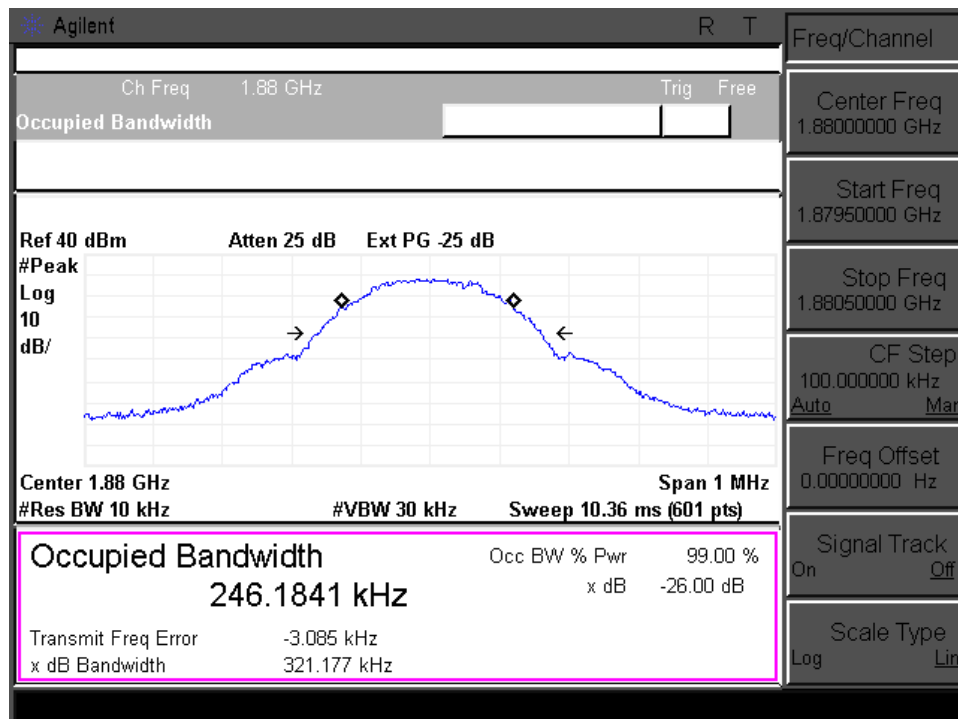 Agilent R T
Freq/Channel
Ch Freq 1.88 GHz Trig Free
Occupied Bandwidth
Center Freq
1.88000000 GHz
Start Freq
1.87950000 GHz
Ref 40 dBm Atten 25 dB Ext PG -25 dB
#Peak
Log
10
dB/
Stop Freq
1.88050000 GHz
CF Step
100.000000 kHz
Auto Man
Freq Offset
0.00000000 Hz
Center 1.88 GHz Span 1 MHz
#Res BW 10 kHz #VBW 30 kHz Sweep 10.36 ms (601 pts)
Signal Track
On Off
Occupied Bandwidth
246.1841 kHz
Occ BW % Pwr 99.00 %
x dB -26.00 dB
Transmit Freq Error -3.085 kHz
x dB Bandwidth 321.177 kHz
Scale Type
Log Lin